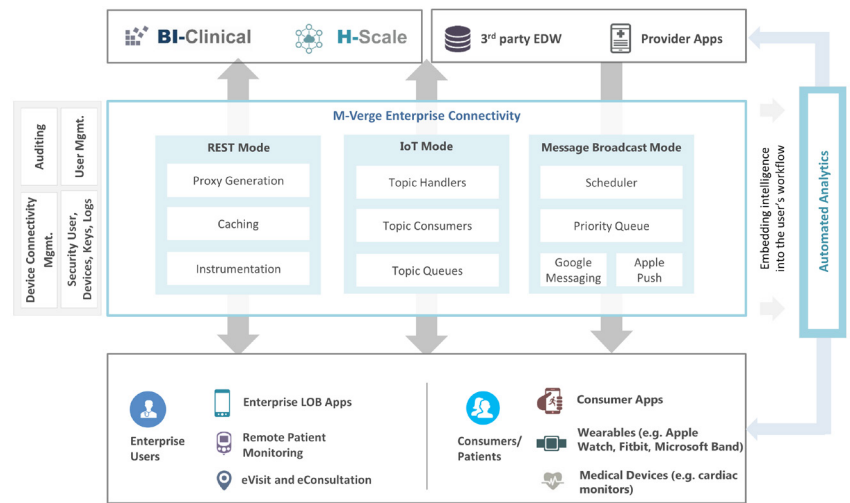 BI-Clinical
H-Scale
3rd party EDW
Provider Apps
M-Verge Enterprise Connectivity
Auditing
User Mgmt.
Device Connectivity
Mgmt.
Security User,
Devices, Keys, Logs
REST Mode
Proxy Generation
Caching
Instrumentation
IoT Mode
Topic Handlers
Topic Consumers
Topic Queues
Message Broadcast Mode
Scheduler
Priority Queue
Google
Messaging
Apple
Push
Embedding intelligence
into the user's workflow
Automated Analytics
Enterprise
Users
Enterprise LOB Apps
Remote Patient
Monitoring
eVisit and eConsultation
Consumers/
Patients
Consumer Apps
Wearables (e.g. Apple
Watch, Fitbit, Microsoft Band)
Medical Devices (e.g. cardiac
monitors)